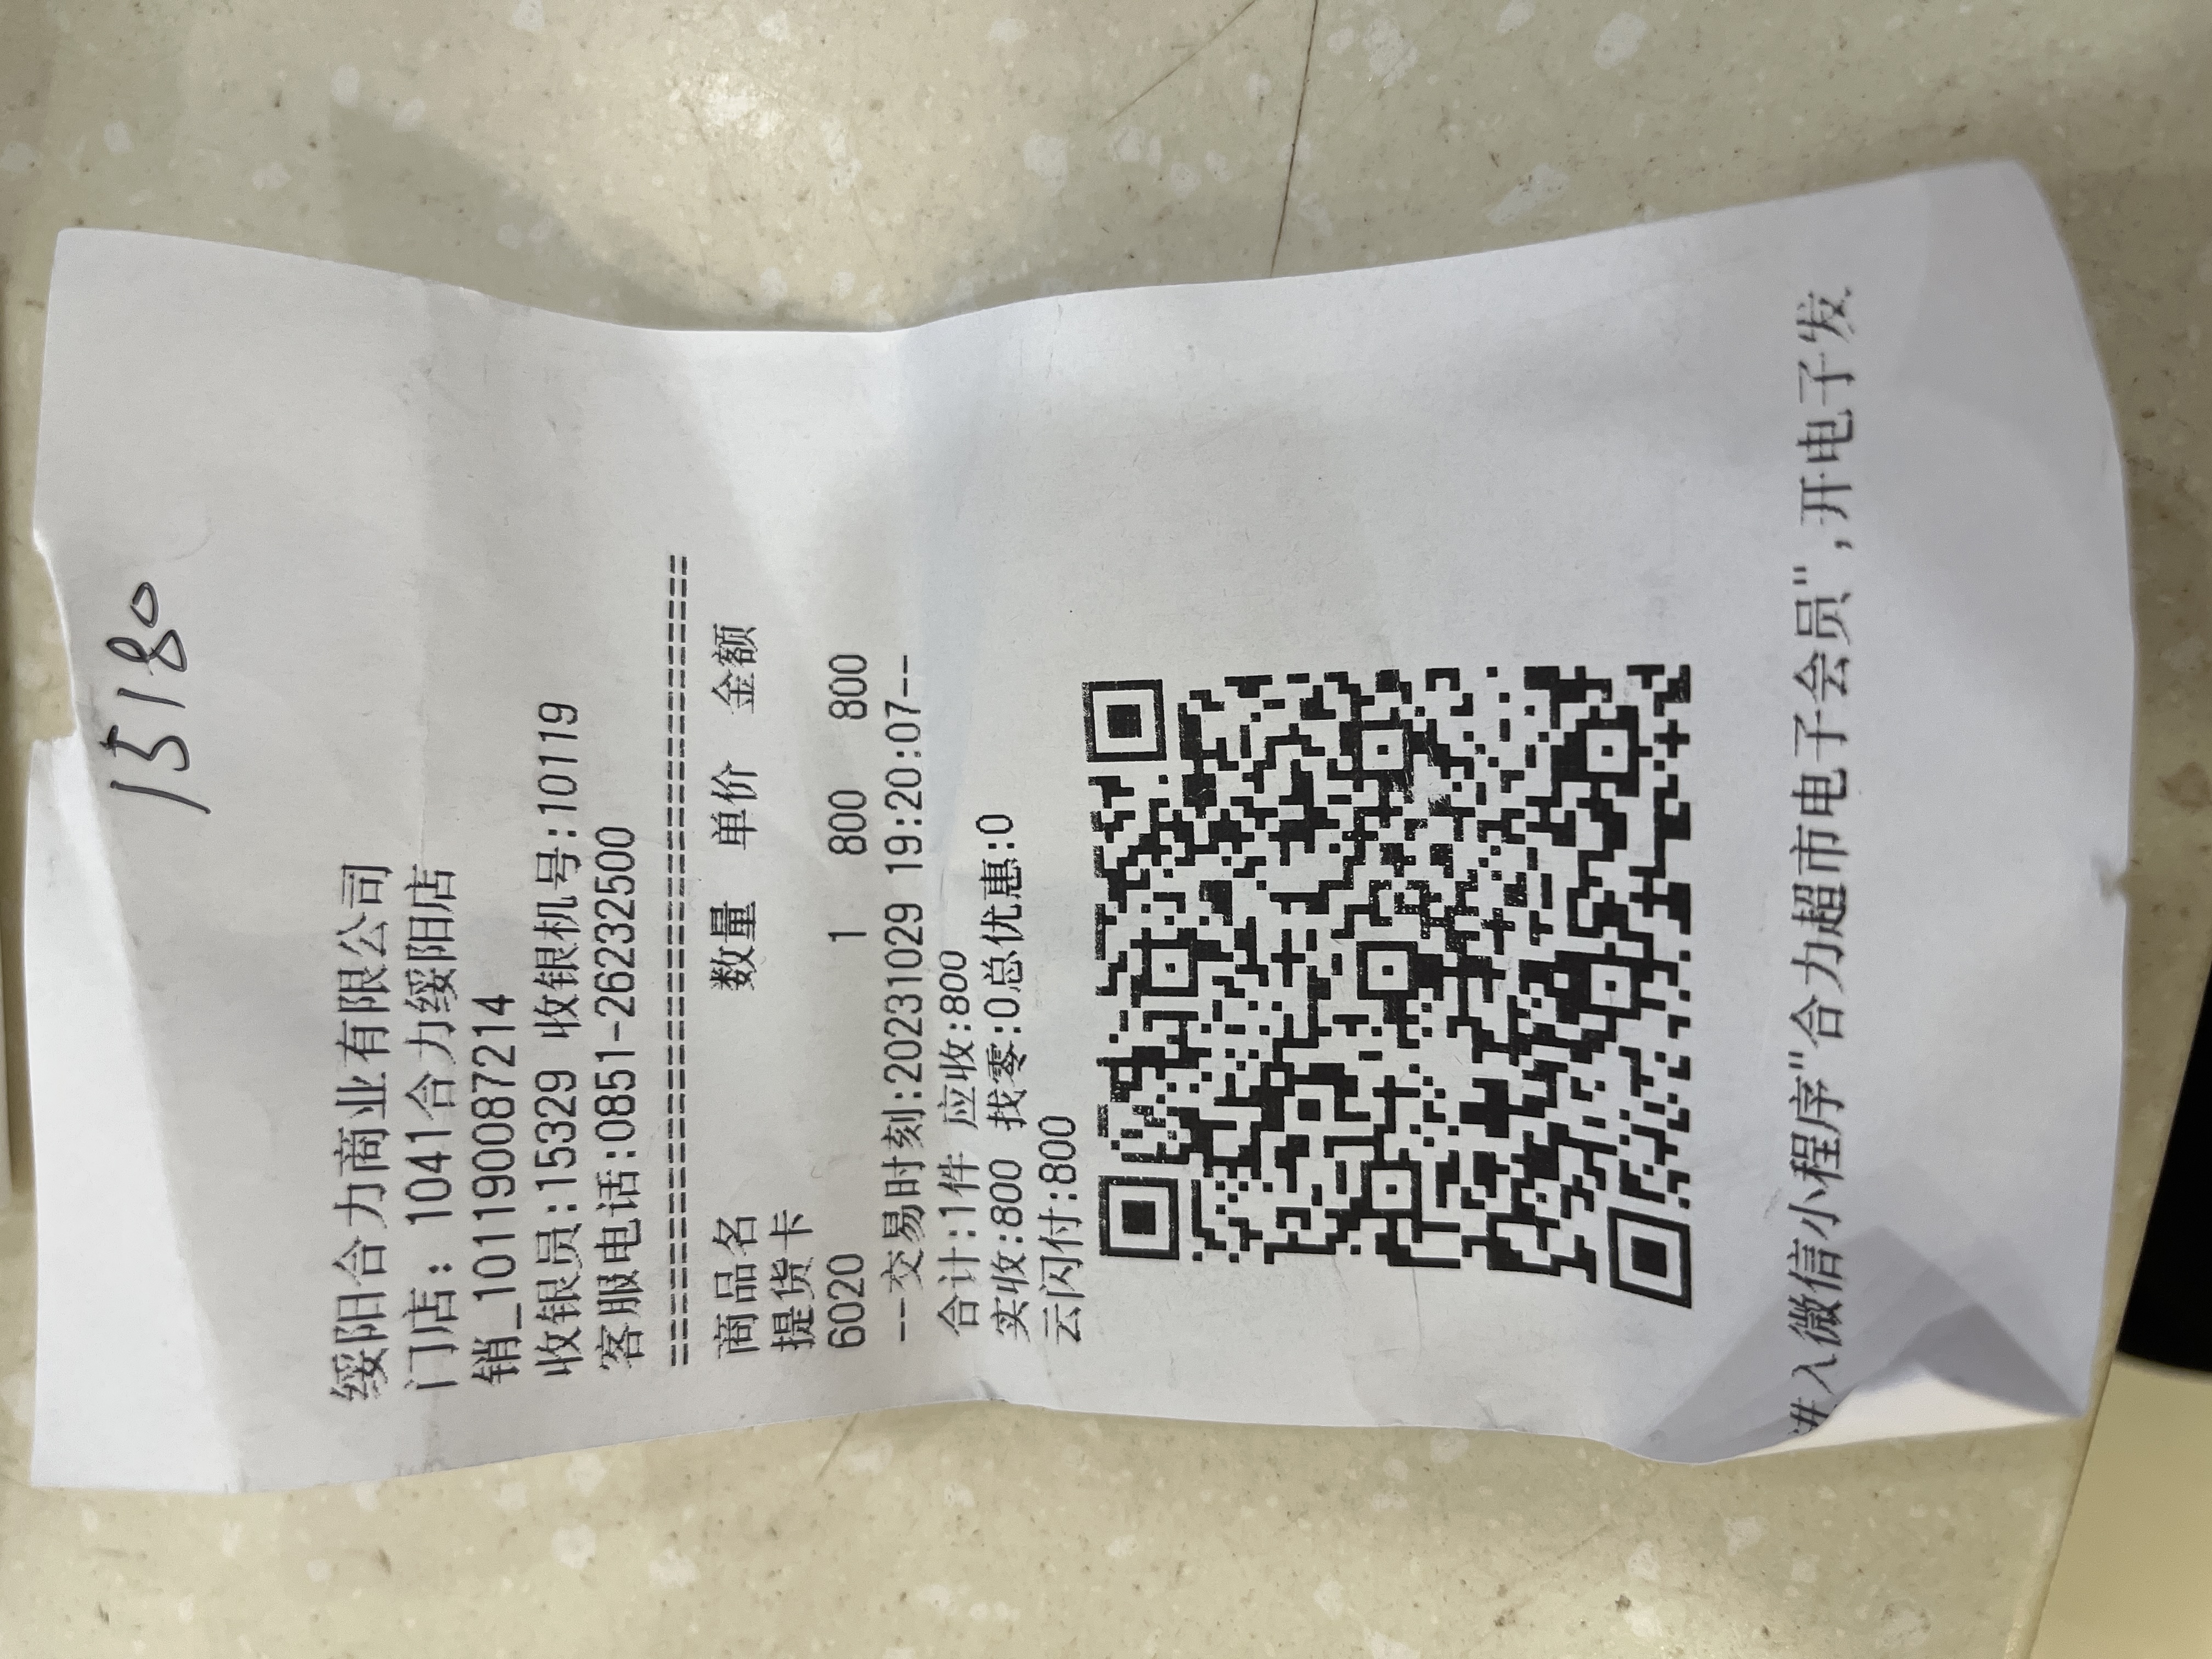 15180
绥阳合力商业有限公司
门店：1041合力绥阳店
销_101190087214
收银员:15329 收银机号:10119
客服电话:0851-26232500
======================================
商品名 数量 单价 金额
提货卡
6020 1 800 800
--交易时刻:20231029 19:20:07--
合计:1件 应收:800
实收:800 找零:0总优惠:0
云闪付:800
进入微信小程序"合力超市电子会员",开电子发